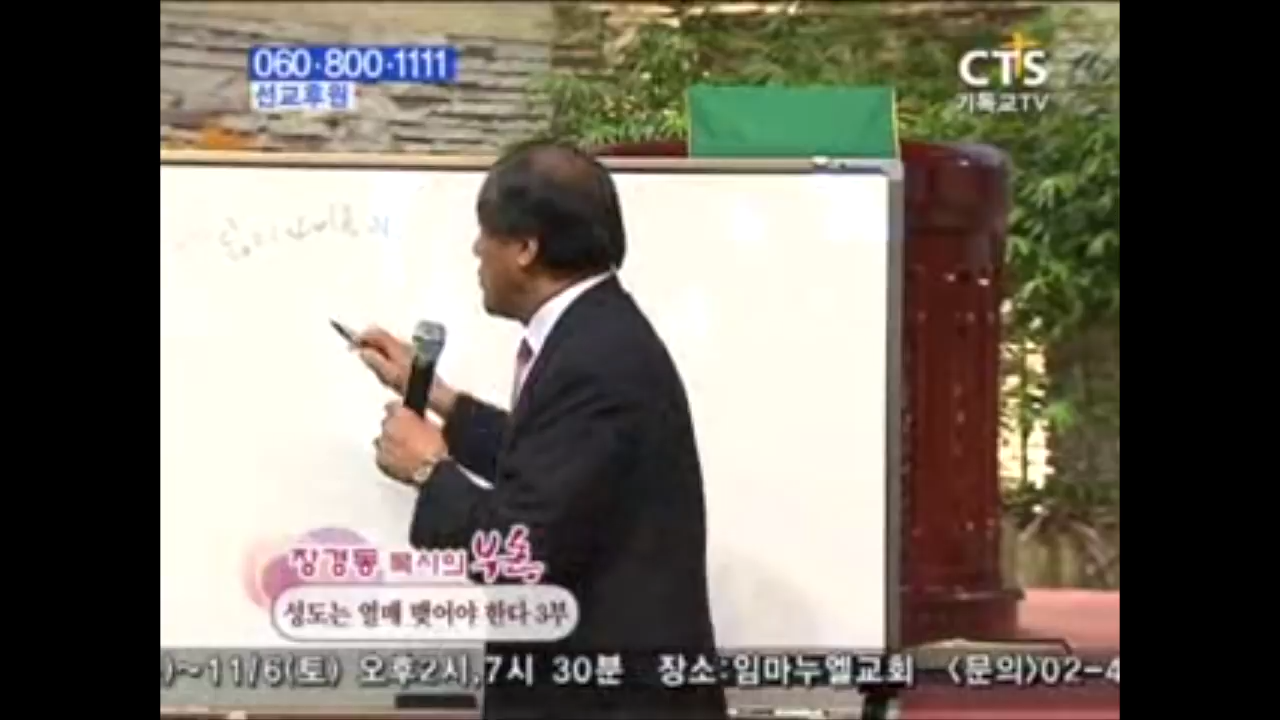 060·800·1111
선교후원
CTS
기독교TV
장경동 목사의
성도는 열매 맺어야 한다 3부
)~11/6(토) 오후2시,7시 30분 장소:임마누엘교회 <문의>02-4